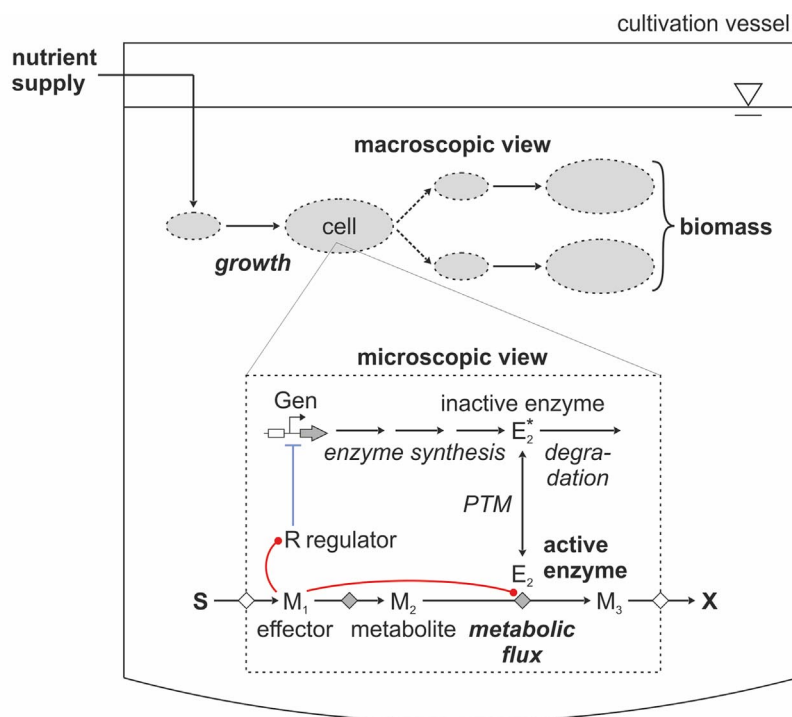 cultivation vessel
nutrient
supply
macroscopic view
cell
growth
biomass
microscopic view
Gen
inactive enzyme
E₂*
enzyme synthesis
degra-
dation
PTM
R regulator
active
enzyme
E₂
S
M₁
M₂
M₃
X
effector
metabolite
metabolic
flux